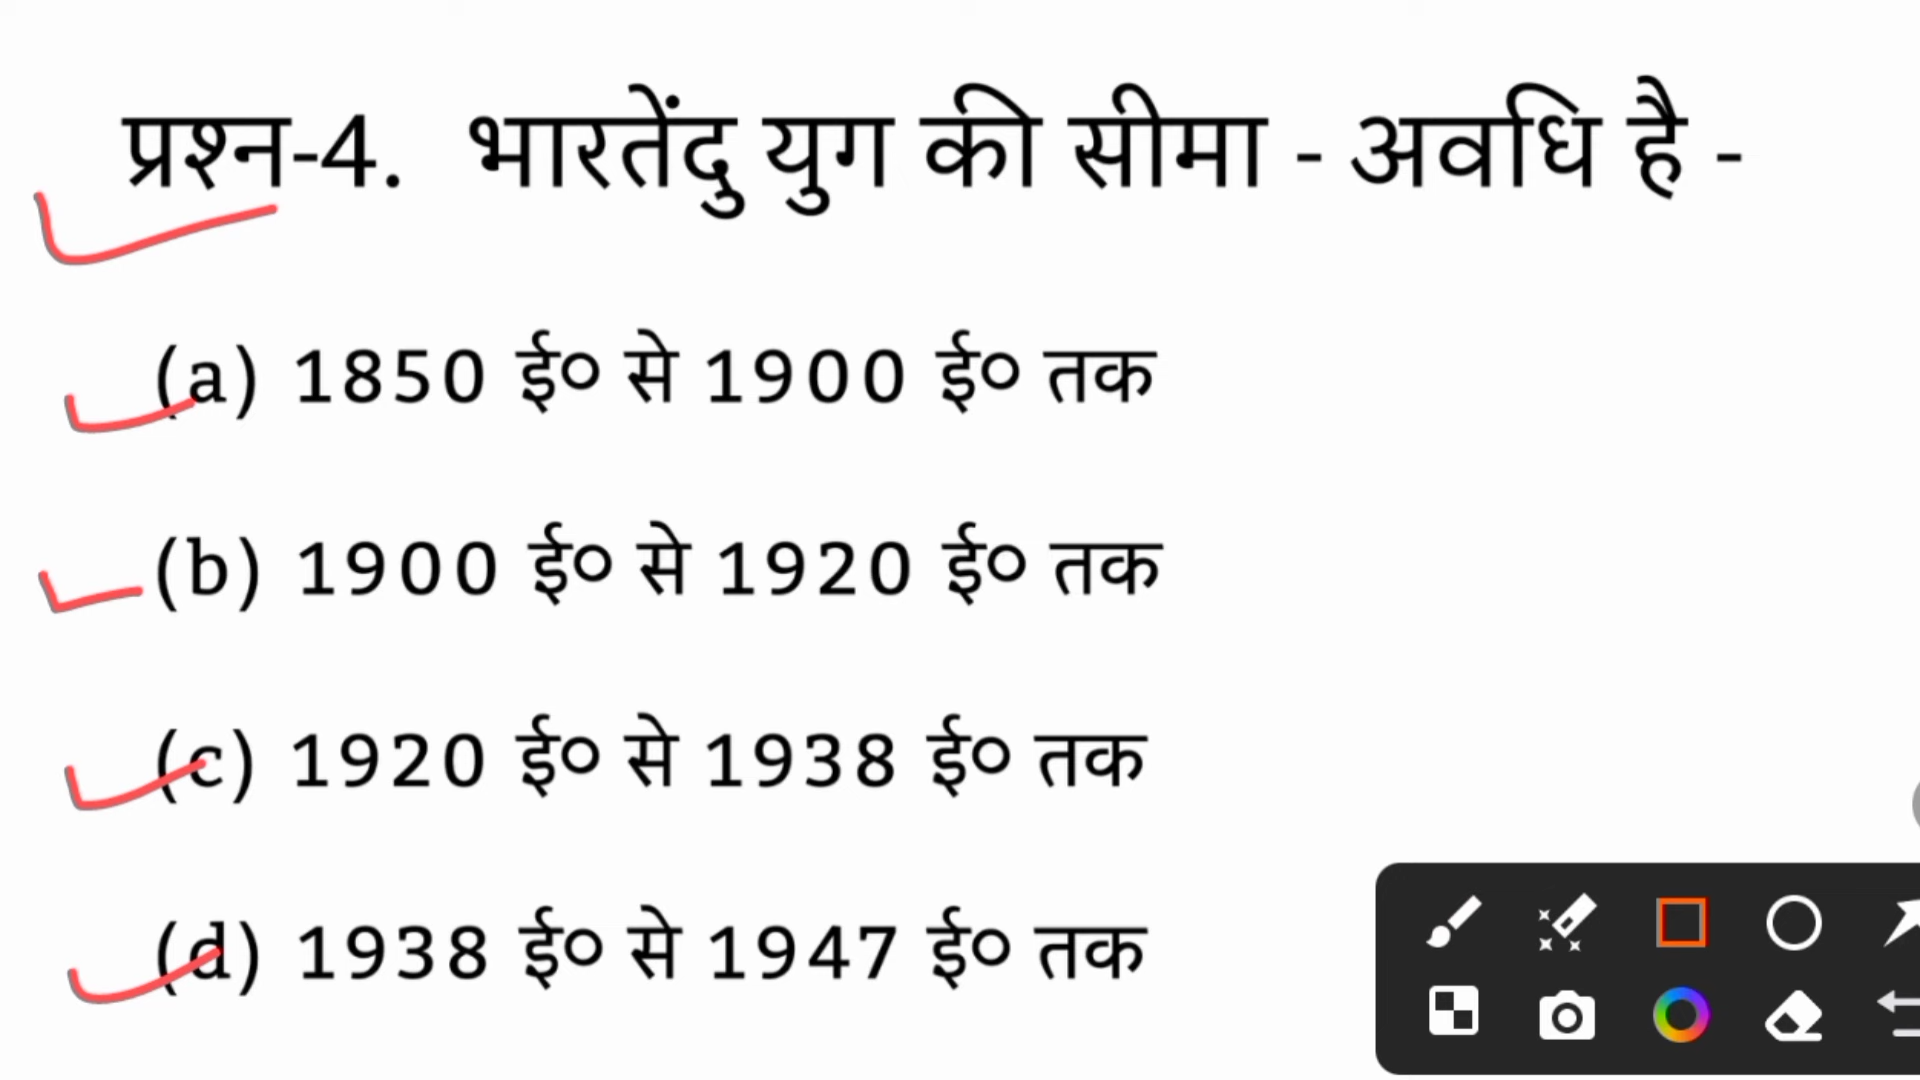 प्रश्न-4. भारतेंदु युग की सीमा - अवधि है -
(a) 1850 ई० से 1900 ई० तक
(b) 1900 ई० से 1920 ई० तक
(c) 1920 ई० से 1938 ई० तक
(d) 1938 ई० से 1947 ई० तक